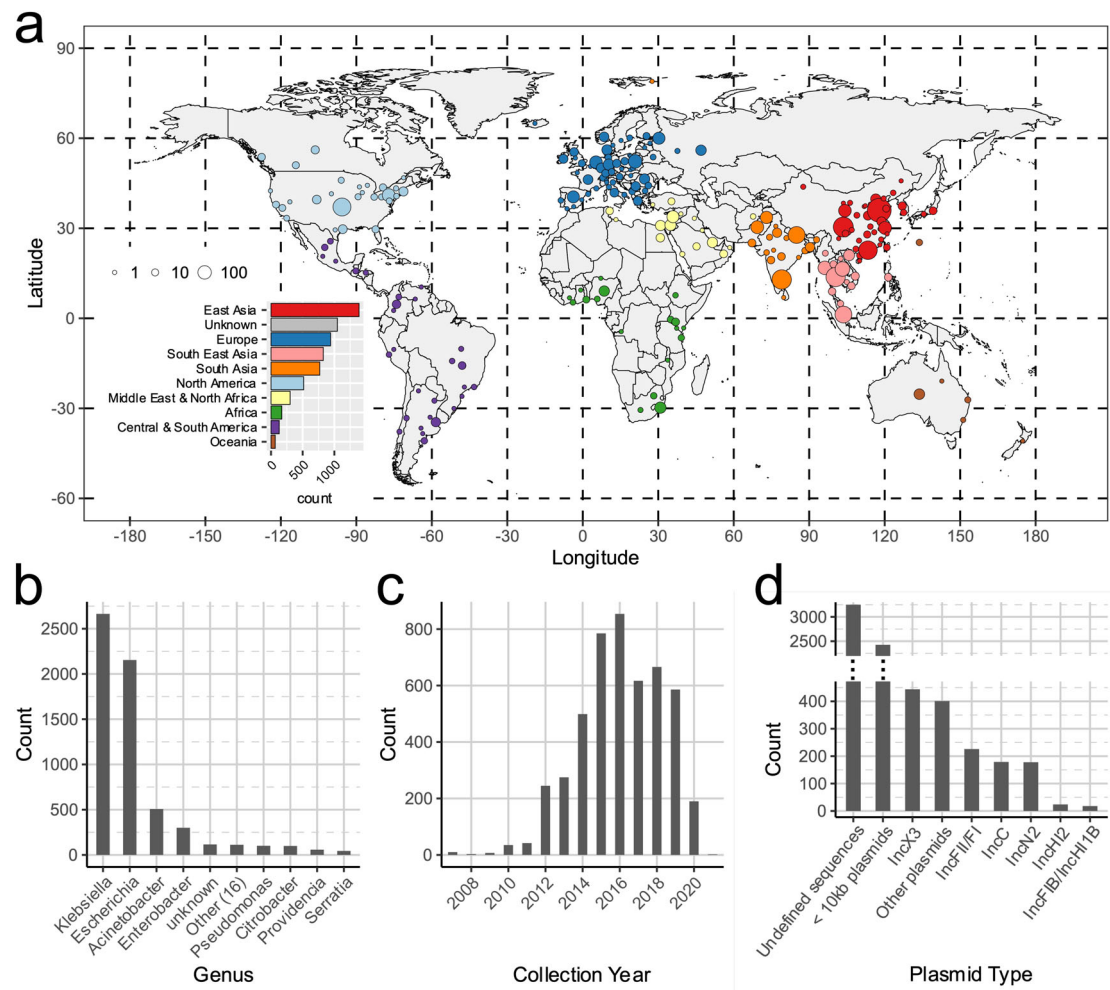 a
Latitude
90
60
30
0
-30
-60
1 10 100
East Asia
Unknown
Europe
South East Asia
South Asia
North America
Middle East & North Africa
Africa
Central & South America
Oceania
0 500 1000
count
-180 -150 -120 -90 -60 -30 0 30 60 90 120 150 180
Longitude
b
Count
2500
2000
1500
1000
500
0
Klebsiella
Escherichia
Acinetobacter
Enterobacter
unknown
Other (16)
Pseudomonas
Citrobacter
Providencia
Serratia
Genus
c
Count
800
600
400
200
0
2008 2010 2012 2014 2016 2018 2020
Collection Year
d
Count
3000
2500
400
300
200
100
0
Undefined sequences
< 10kb plasmids
IncX3
Other plasmids
IncFII/FI
IncC
IncN2
IncHI2
IncFIB/IncHI1B
Plasmid Type